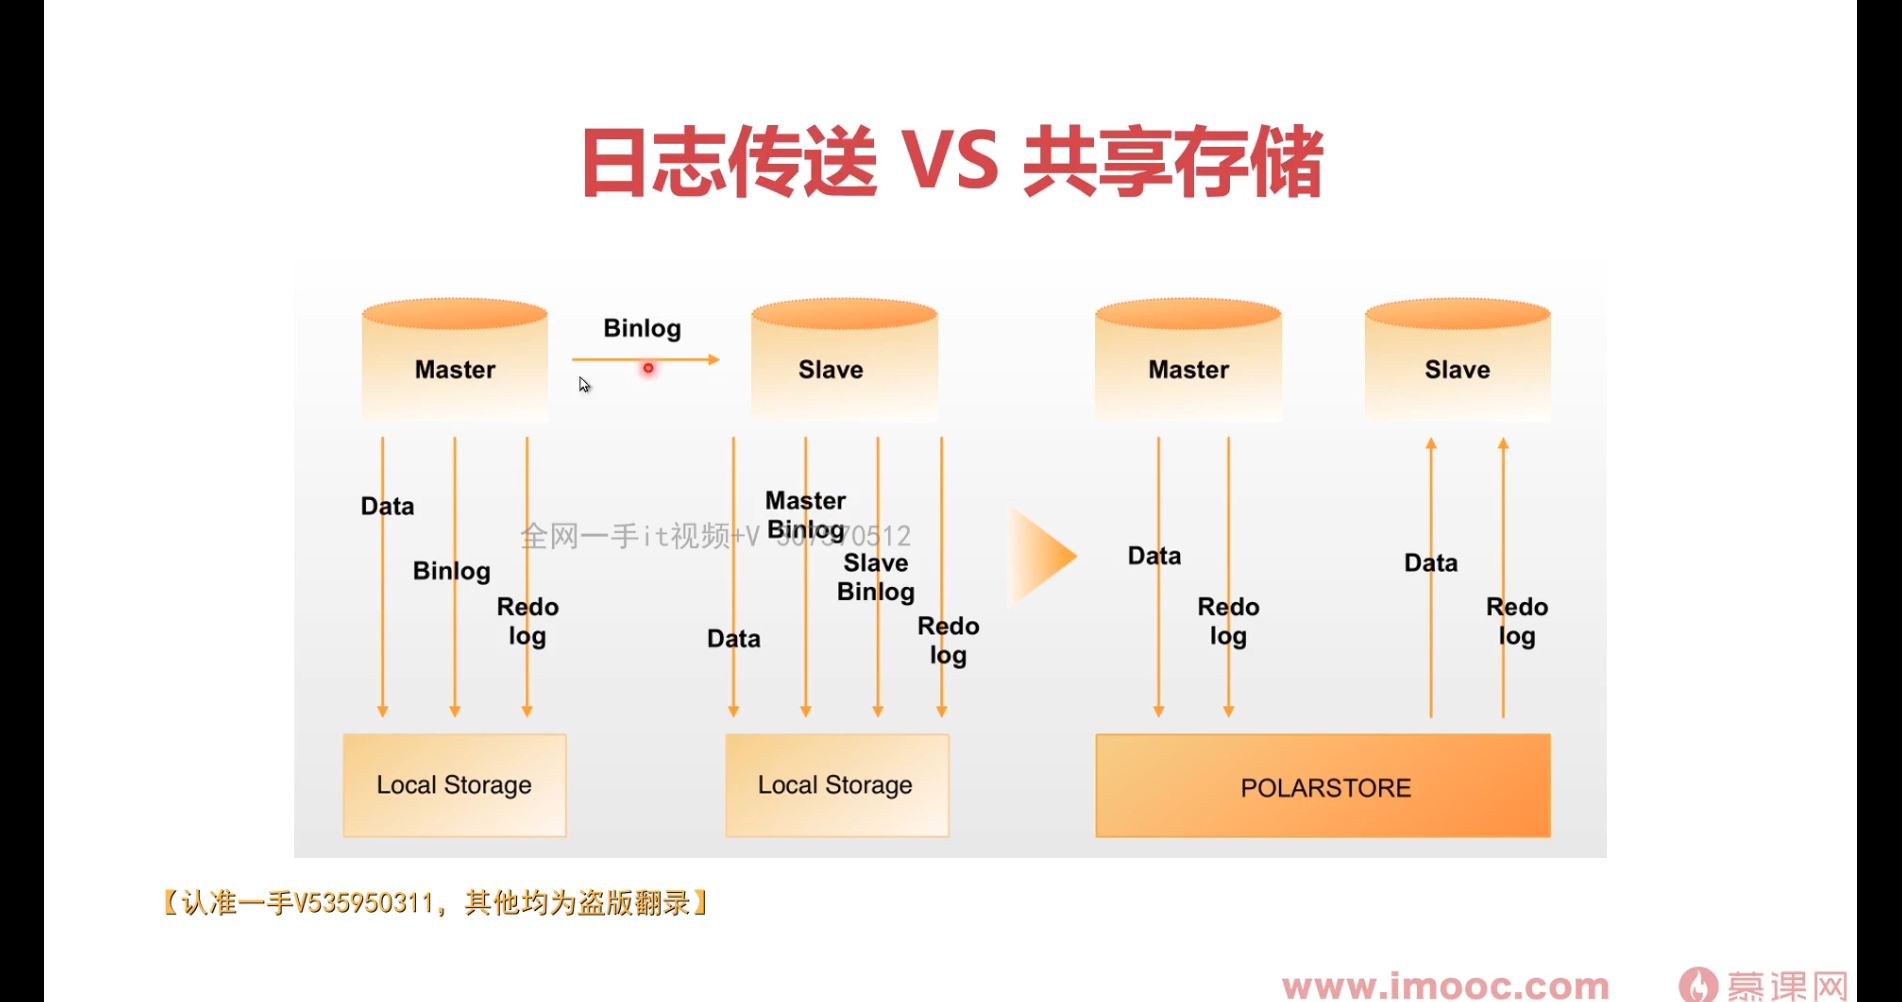 日志传送 VS 共享存储
Binlog
Master
Slave
Master
Slave
Data
Binlog
Redo
log
Data
Master
Binlog
Slave
Binlog
Redo
log
Data
Redo
log
Data
Redo
log
全网一手it视频+V
Local Storage
Local Storage
POLARSTORE
【认准一手V535950311，其他均为盗版翻录】
www.imooc.com
慕课网